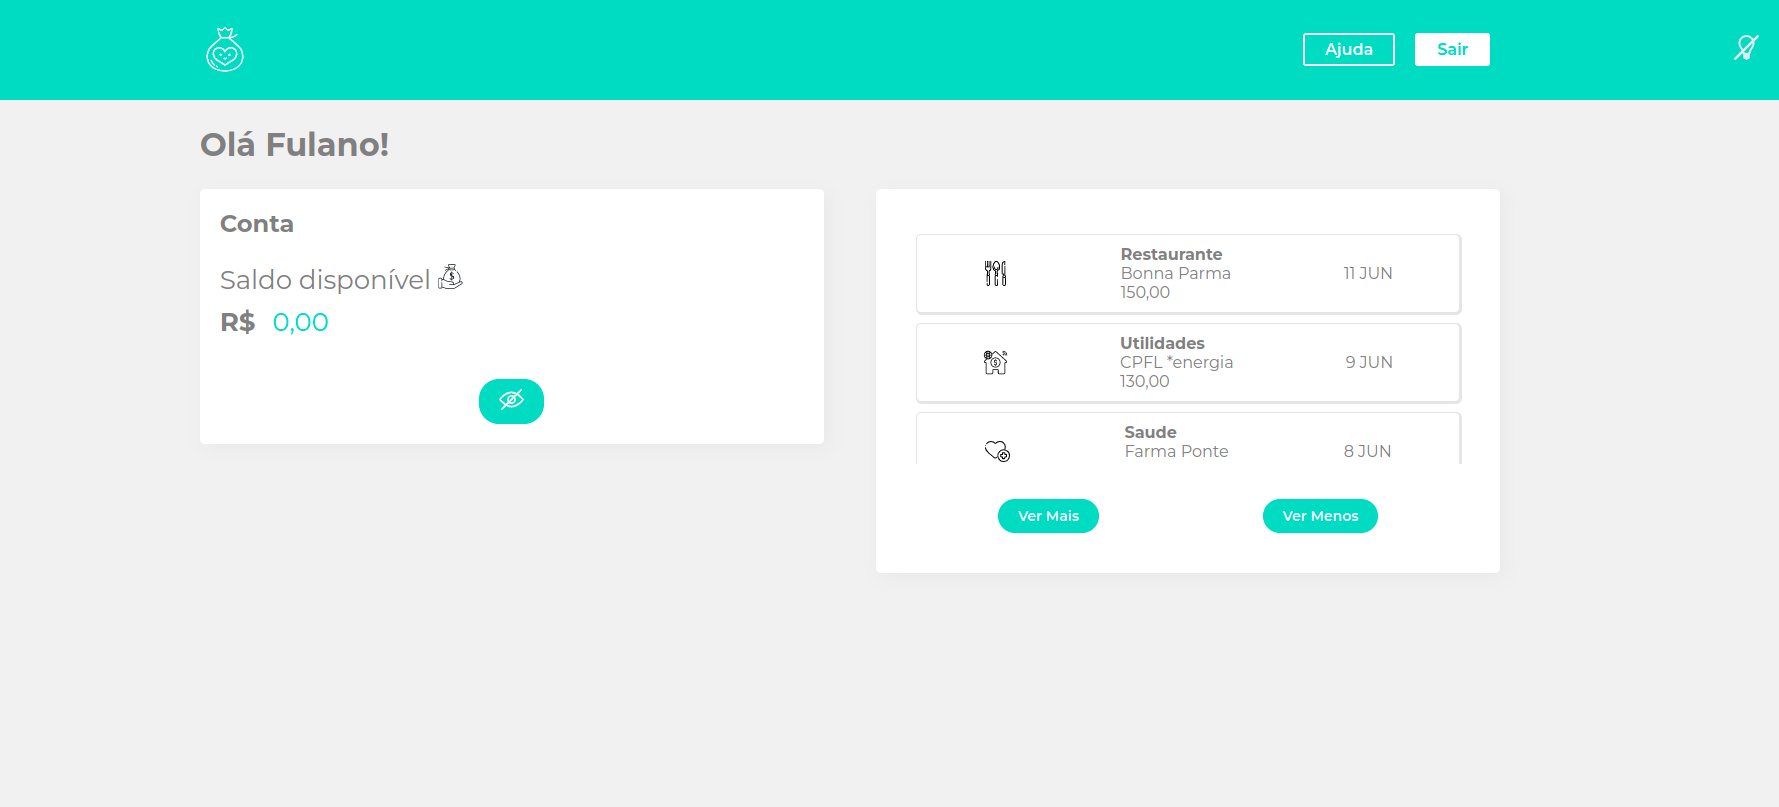 Ajuda
Sair
Olá Fulano!
Conta
Saldo disponível
R$ 0,00
Restaurante
Bonna Parma
150,00
11 JUN
Utilidades
CPFL *energia
130,00
9 JUN
Saude
Farma Ponte
8 JUN
Ver Mais
Ver Menos